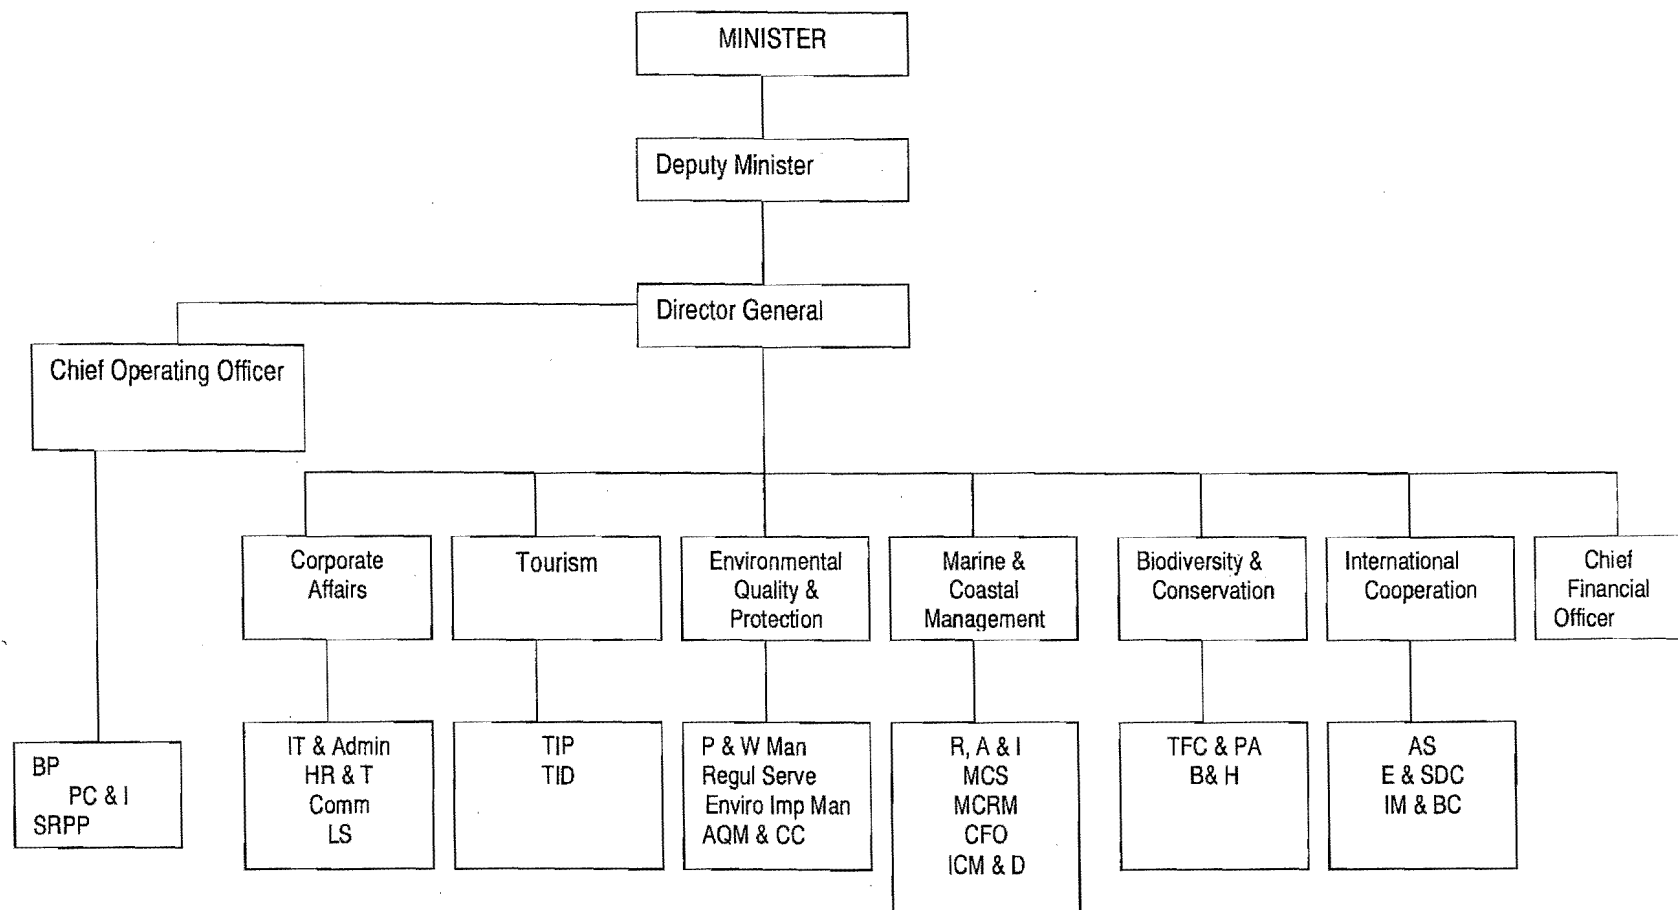 MINISTER
Deputy Minister
Director General
Chief Operating Officer
Corporate
Affairs
Tourism
Environmental
Quality &
Protection
Marine &
Coastal
Management
Biodiversity &
Conservation
International
Cooperation
Chief
Financial
Officer
BP
PC & I
SRPP
IT & Admin
HR & T
Comm
LS
TIP
TID
P & W Man
Regul Serve
Enviro Imp Man
AQM & CC
R, A & I
MCS
MCRM
CFO
ICM & D
TFC & PA
B& H
AS
E & SDC
IM & BC